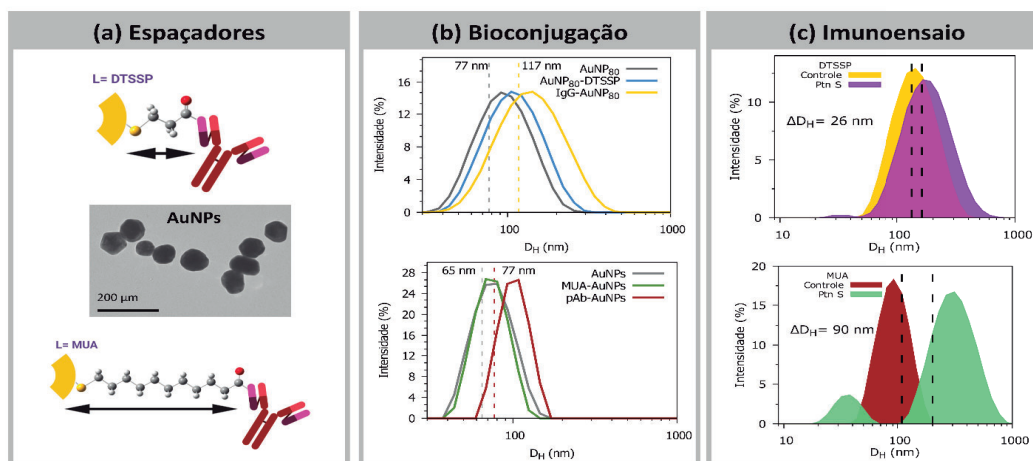 (a) Espaçadores
L= DTSSP
AuNPs
200 µm
L= MUA
(b) Bioconjugação
77 nm
117 nm
AuNP80
AuNP80-DTSSP
IgG-AuNP80
Intensidade (%)
16
12
8
4
0
100
1000
DH (nm)
65 nm
77 nm
AuNPs
MUA-AuNPs
pAb-AuNPs
Intensidade (%)
28
24
20
16
12
8
4
0
100
1000
DH (nm)
(c) Imunoensaio
DTSSP
Controle
Ptn S
ΔDH= 26 nm
Intensidade (%)
10
5
0
10
100
1000
DH (nm)
MUA
Controle
Ptn S
ΔDH= 90 nm
Intensidade (%)
20
15
10
5
0
10
100
1000
DH (nm)